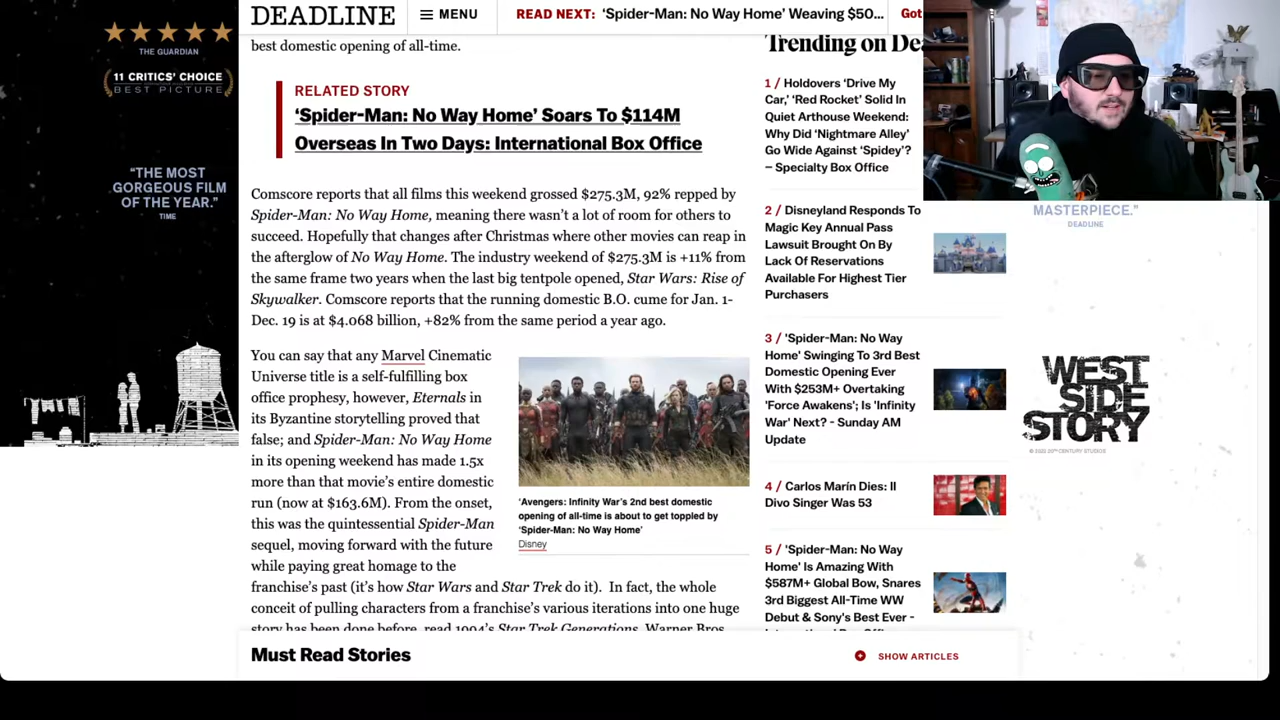 ★★★★★
THE GUARDIAN
11 CRITICS' CHOICE
BEST PICTURE
"THE MOST
GORGEOUS FILM
OF THE YEAR."
TIME
DEADLINE
MENU
READ NEXT: 'Spider-Man: No Way Home' Weaving $50...
Got
best domestic opening of all-time.
RELATED STORY
'Spider-Man: No Way Home' Soars To $114M
Overseas In Two Days: International Box Office
Comscore reports that all films this weekend grossed $275.3M, 92% repped by
Spider-Man: No Way Home, meaning there wasn't a lot of room for others to
succeed. Hopefully that changes after Christmas where other movies can reap in
the afterglow of No Way Home. The industry weekend of $275.3M is +11% from
the same frame two years when the last big tentpole opened, Star Wars: Rise of
Skywalker. Comscore reports that the running domestic B.O. cume for Jan. 1-
Dec. 19 is at $4.068 billion, +82% from the same period a year ago.
You can say that any Marvel Cinematic
Universe title is a self-fulfilling box
office prophesy, however, Eternals in
its Byzantine storytelling proved that
false; and Spider-Man: No Way Home
in its opening weekend has made 1.5x
more than that movie's entire domestic
run (now at $163.6M). From the onset,
this was the quintessential Spider-Man
sequel, moving forward with the future
while paying great homage to the
franchise's past (it's how Star Wars and Star Trek do it). In fact, the whole
conceit of pulling characters from a franchise's various iterations into one huge
story has been done before, read 1994's Star Trek Generations. Warner Bros.
'Avengers: Infinity War's 2nd best domestic
opening of all-time is about to get toppled by
'Spider-Man: No Way Home'
Disney
Must Read Stories
SHOW ARTICLES
Trending on Dea
1 / Holdovers 'Drive My
Car,' 'Red Rocket' Solid In
Quiet Arthouse Weekend:
Why Did 'Nightmare Alley'
Go Wide Against 'Spidey'?
– Specialty Box Office
2 / Disneyland Responds To
Magic Key Annual Pass
Lawsuit Brought On By
Lack Of Reservations
Available For Highest Tier
Purchasers
3 / 'Spider-Man: No Way
Home' Swinging To 3rd Best
Domestic Opening Ever
With $253M+ Overtaking
'Force Awakens'; Is 'Infinity
War' Next? - Sunday AM
Update
4 / Carlos Marín Dies: Il
Divo Singer Was 53
5 / 'Spider-Man: No Way
Home' Is Amazing With
$587M+ Global Bow, Snares
3rd Biggest All-Time WW
Debut & Sony's Best Ever -
MASTERPIECE."
DEADLINE
WEST
SIDE
STORY
© 2021 20TH CENTURY STUDIOS